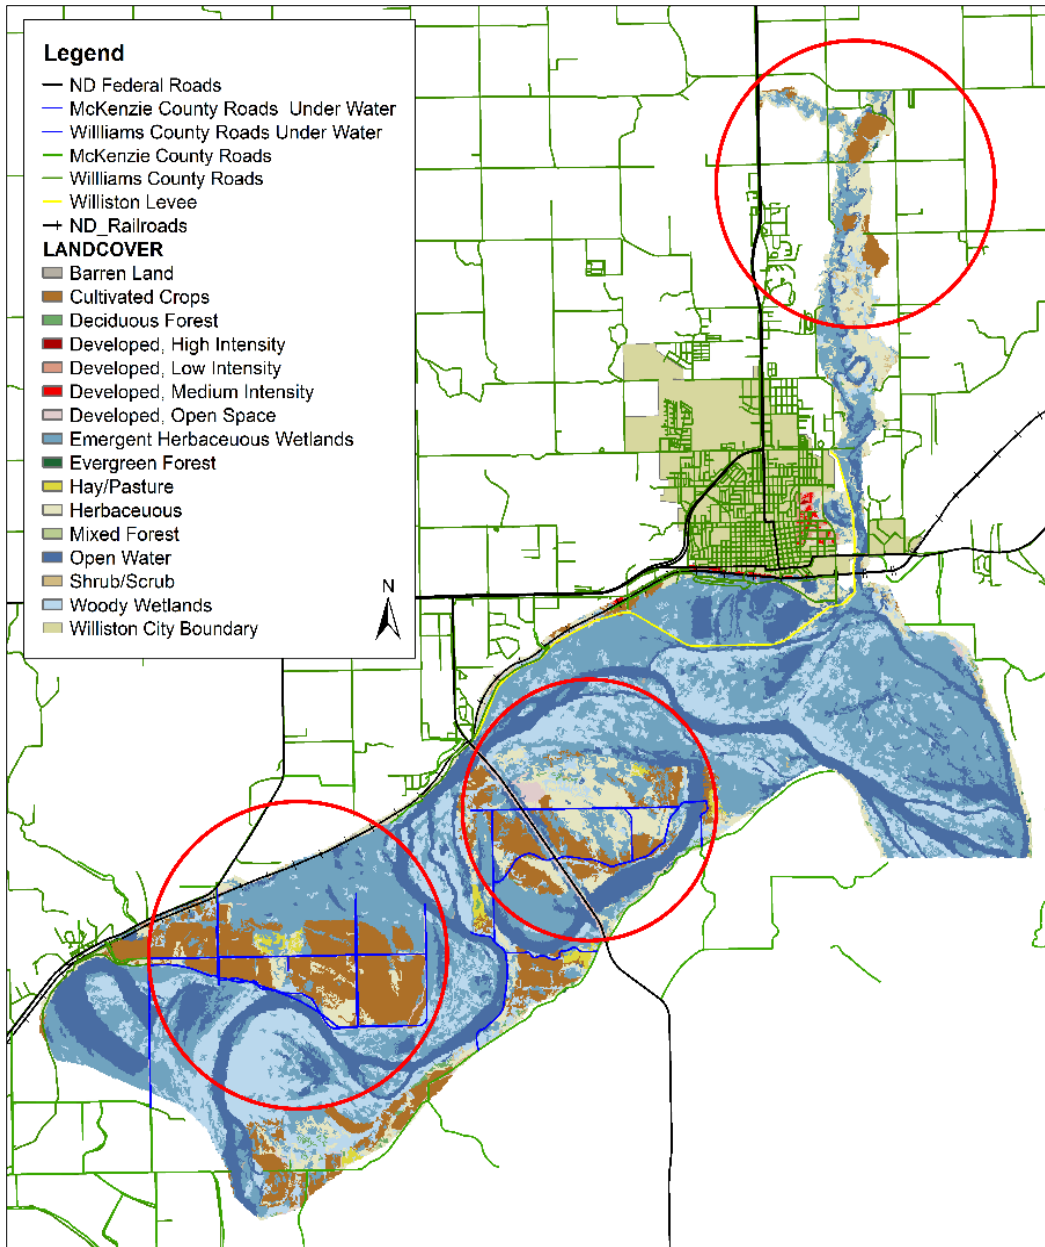 Legend
ND Federal Roads
McKenzie County Roads Under Water
Willliams County Roads Under Water
McKenzie County Roads
Willliams County Roads
Williston Levee
ND_Railroads
LANDCOVER
Barren Land
Cultivated Crops
Deciduous Forest
Developed, High Intensity
Developed, Low Intensity
Developed, Medium Intensity
Developed, Open Space
Emergent Herbaceuous Wetlands
Evergreen Forest
Hay/Pasture
Herbaceuous
Mixed Forest
Open Water
Shrub/Scrub
Woody Wetlands
Williston City Boundary
N